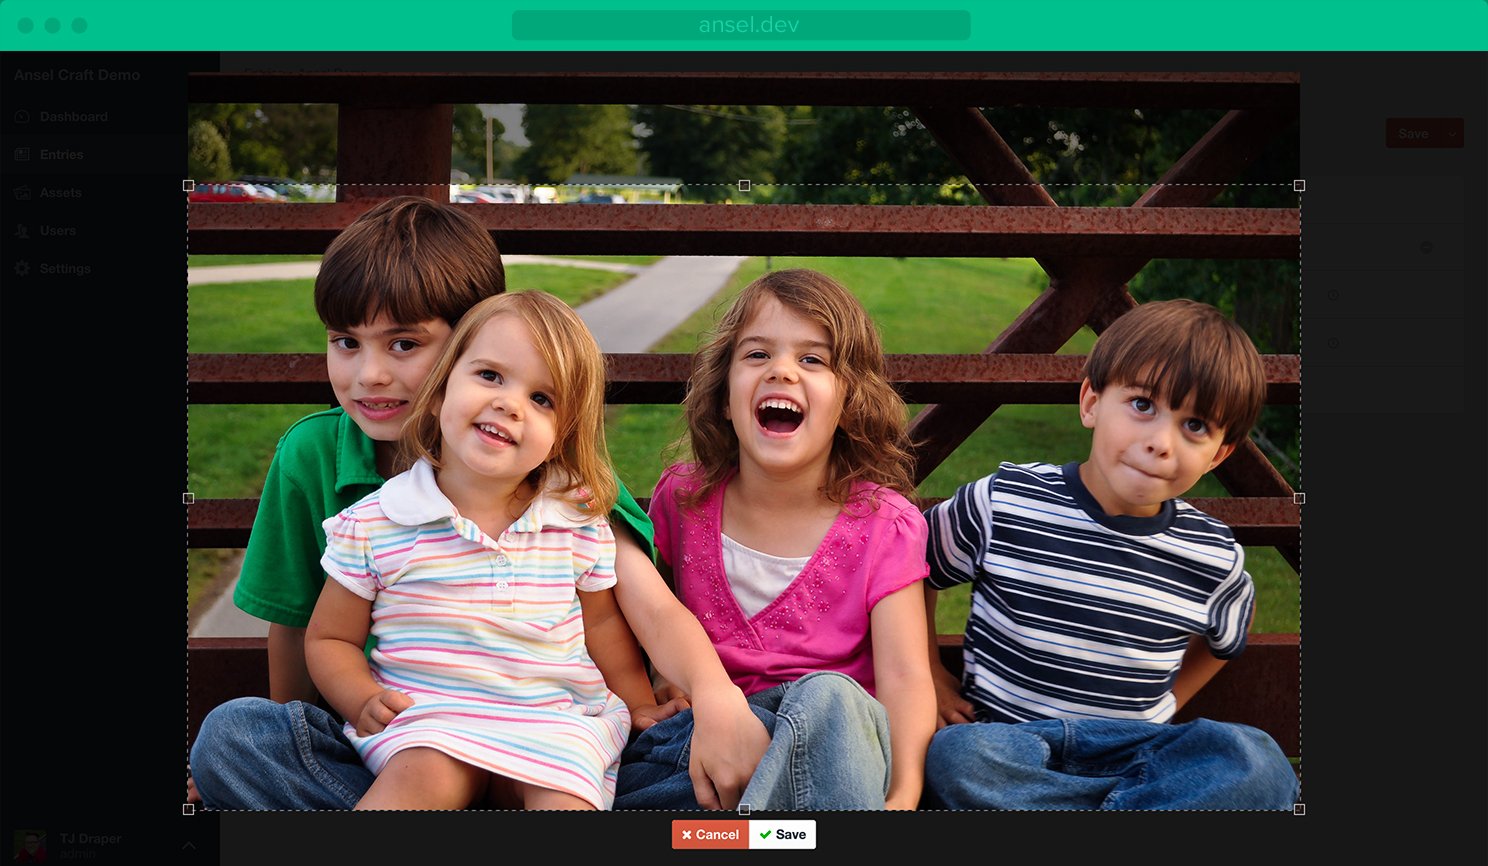 ansel.dev
Ansel Craft Demo
Dashboard
Entries
Assets
Users
Settings
Save
TJ Draper
admin
Cancel
Save